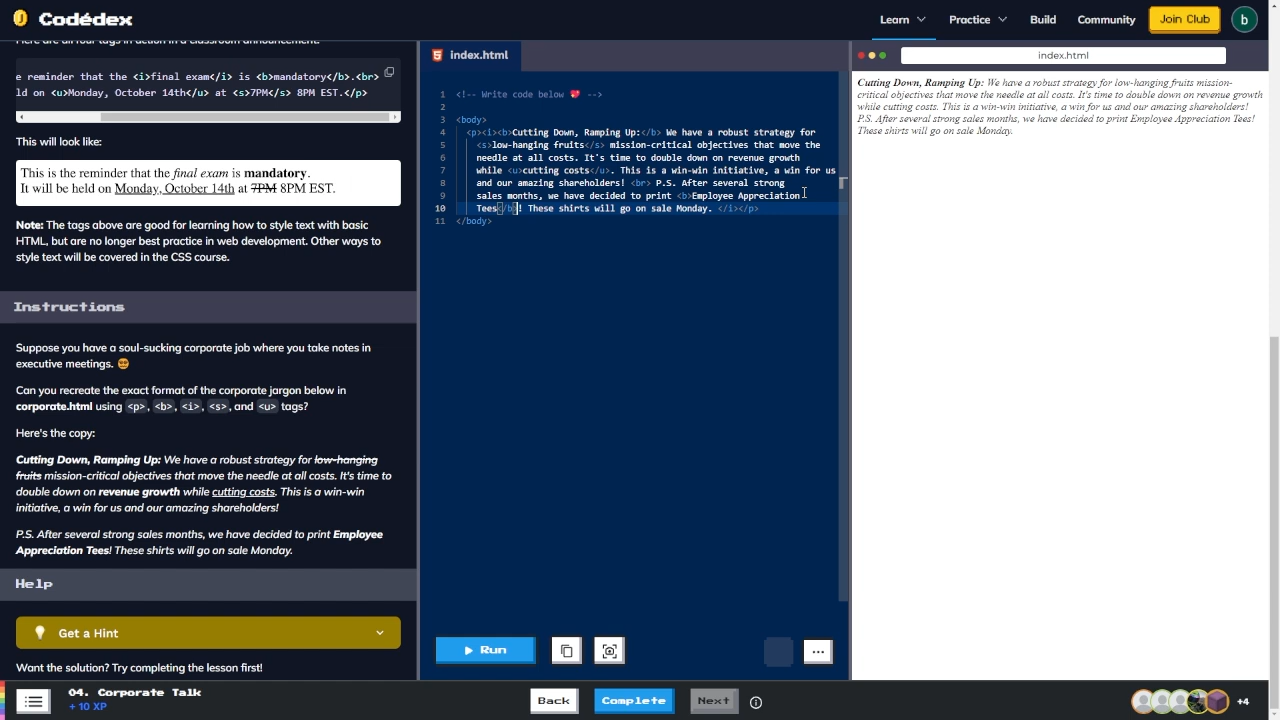 Codédex
Learn
Practice
Build
Community
Join Club
b
Here are all four tags in action in a classroom announcement:
e reminder that the <i>final exam</i> is <b>mandatory</b>.<br>
ld on <u>Monday, October 14th</u> at <s>7PM</s> 8PM EST.</p>
This will look like:
This is the reminder that the final exam is mandatory.
It will be held on Monday, October 14th at 7PM 8PM EST.
Note: The tags above are good for learning how to style text with basic
HTML, but are no longer best practice in web development. Other ways to
style text will be covered in the CSS course.
Instructions
Suppose you have a soul-sucking corporate job where you take notes in
executive meetings. 😎
Can you recreate the exact format of the corporate jargon below in
corporate.html using <p>, <b>, <i>, <s>, and <u> tags?
Here's the copy:
Cutting Down, Ramping Up: We have a robust strategy for low-hanging
fruits mission-critical objectives that move the needle at all costs. It's time to
double down on revenue growth while cutting costs. This is a win-win
initiative, a win for us and our amazing shareholders!
P.S. After several strong sales months, we have decided to print Employee
Appreciation Tees! These shirts will go on sale Monday.
Help
Get a Hint
Want the solution? Try completing the lesson first!
index.html
1 <!-- Write code below 💖 -->
2
3 <body>
4 <p><i><b>Cutting Down, Ramping Up:</b> We have a robust strategy for
5 <s>low-hanging fruits</s> mission-critical objectives that move the
6 needle at all costs. It's time to double down on revenue growth
7 while <u>cutting costs</u>. This is a win-win initiative, a win for us
8 and our amazing shareholders! <br> P.S. After several strong
9 sales months, we have decided to print <b>Employee Appreciation
10 Tees</b>! These shirts will go on sale Monday. </i></p>
11 </body>
Run
index.html
Cutting Down, Ramping Up: We have a robust strategy for low-hanging fruits mission-
critical objectives that move the needle at all costs. It's time to double down on revenue growth
while cutting costs. This is a win-win initiative, a win for us and our amazing shareholders!
P.S. After several strong sales months, we have decided to print Employee Appreciation Tees!
These shirts will go on sale Monday.
04. Corporate Talk
+ 10 XP
Back
Complete
Next
+4